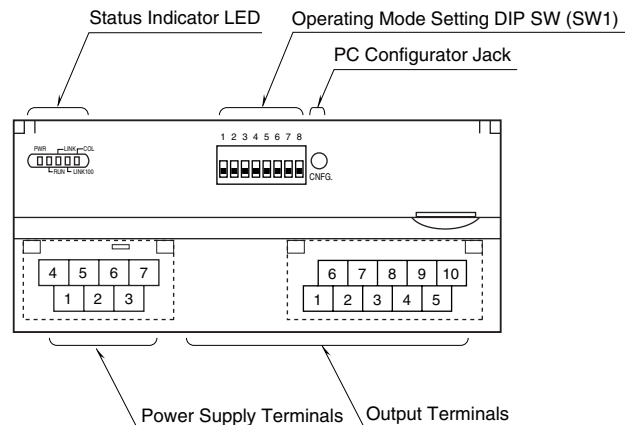 Status Indicator LED
Operating Mode Setting DIP SW (SW1)
PC Configurator Jack
1 2 3 4 5 6 7 8
PWR LINK COL
RUN LINK100
CNFG.
4 5 6 7
1 2 3
6 7 8 9 10
1 2 3 4 5
Power Supply Terminals
Output Terminals